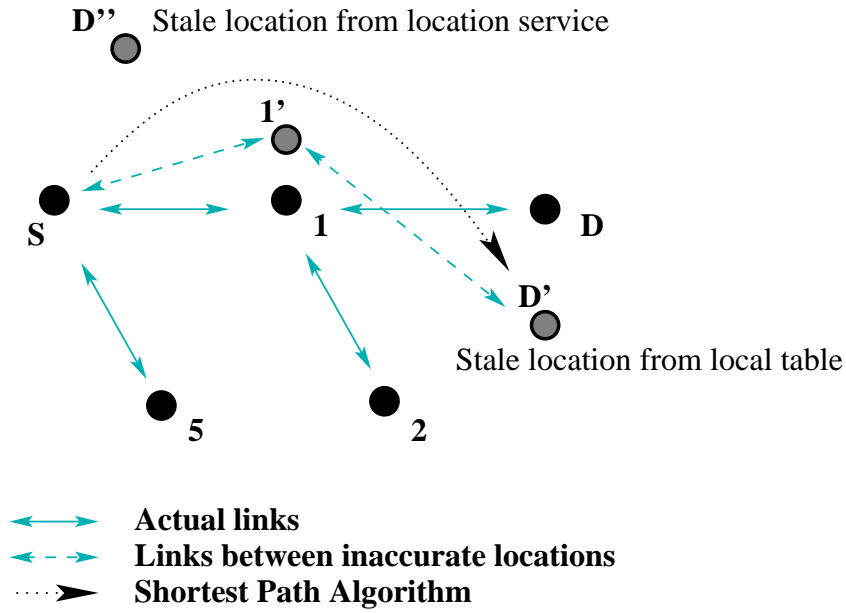 D’’ Stale location from location service
1’
S
1
D
D’
Stale location from local table
5
2
Actual links
Links between inaccurate locations
Shortest Path Algorithm